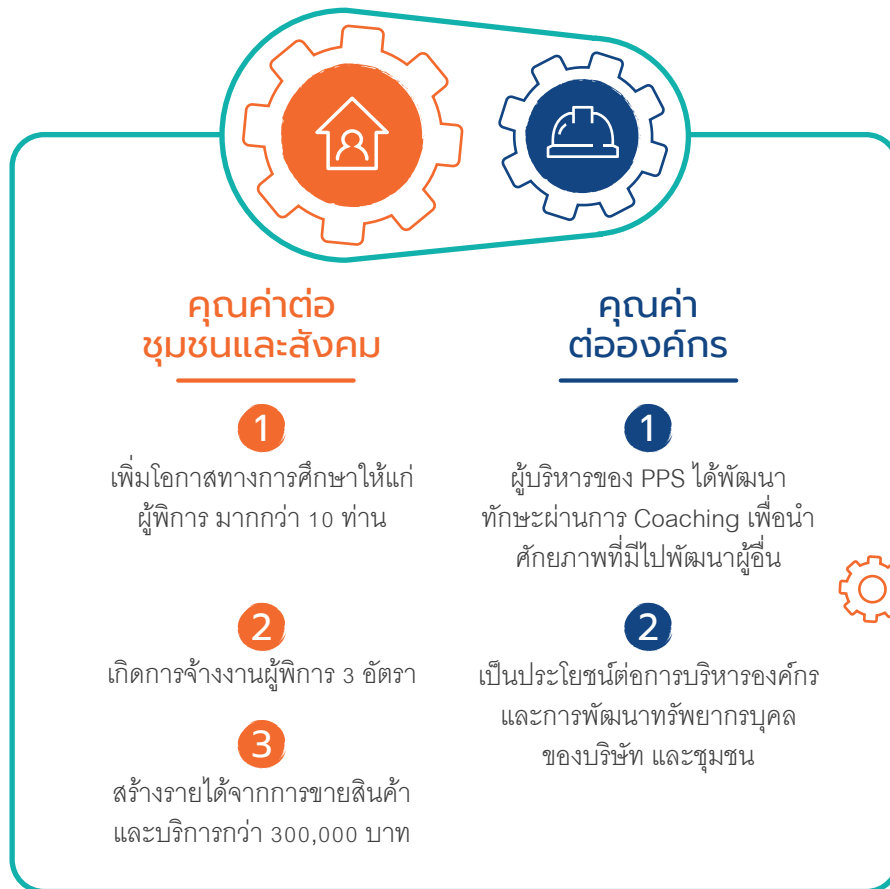 คุณค่าต่อ
ชุมชนและสังคม
1
เพิ่มโอกาสทางการศึกษาให้แก่
ผู้พิการ มากกว่า 10 ท่าน
2
เกิดการจ้างงานผู้พิการ 3 อัตรา
3
สร้างรายได้จากการขายสินค้า
และบริการกว่า 300,000 บาท
คุณค่า
ต่อองค์กร
1
ผู้บริหารของ PPS ได้พัฒนา
ทักษะผ่านการ Coaching เพื่อนำ
ศักยภาพที่มีไปพัฒนาผู้อื่น
2
เป็นประโยชน์ต่อการบริหารองค์กร
และการพัฒนาทรัพยากรบุคล
ของบริษัท และชุมชน